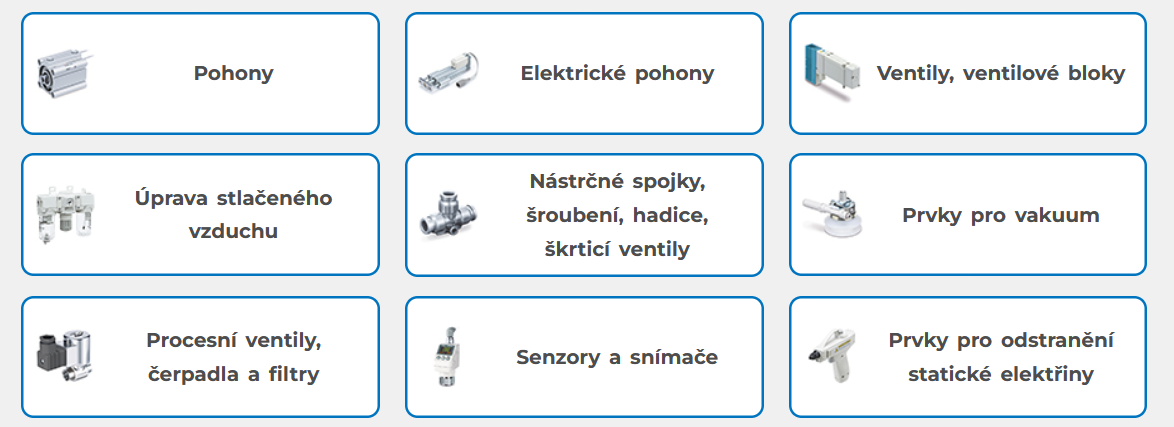 Pohony
Elektrické pohony
Ventily, ventilové bloky
Úprava stlačeného
vzduchu
Nástrčné spojky,
šroubení, hadice,
škrticí ventily
Prvky pro vakuum
Procesní ventily,
čerpadla a filtry
Senzory a snímače
Prvky pro odstranění
statické elektřiny